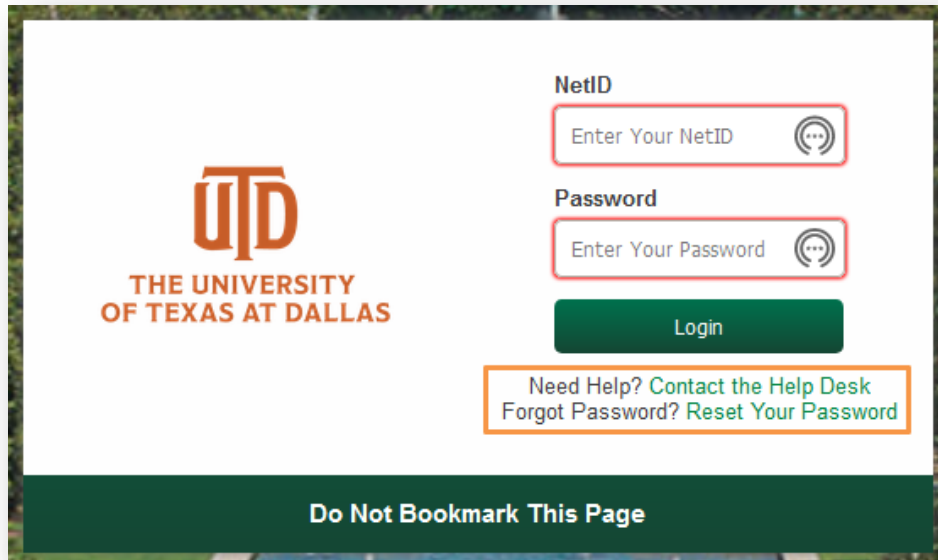 UTD
THE UNIVERSITY
OF TEXAS AT DALLAS
NetID
Enter Your NetID
Password
Enter Your Password
Login
Need Help? Contact the Help Desk
Forgot Password? Reset Your Password
Do Not Bookmark This Page